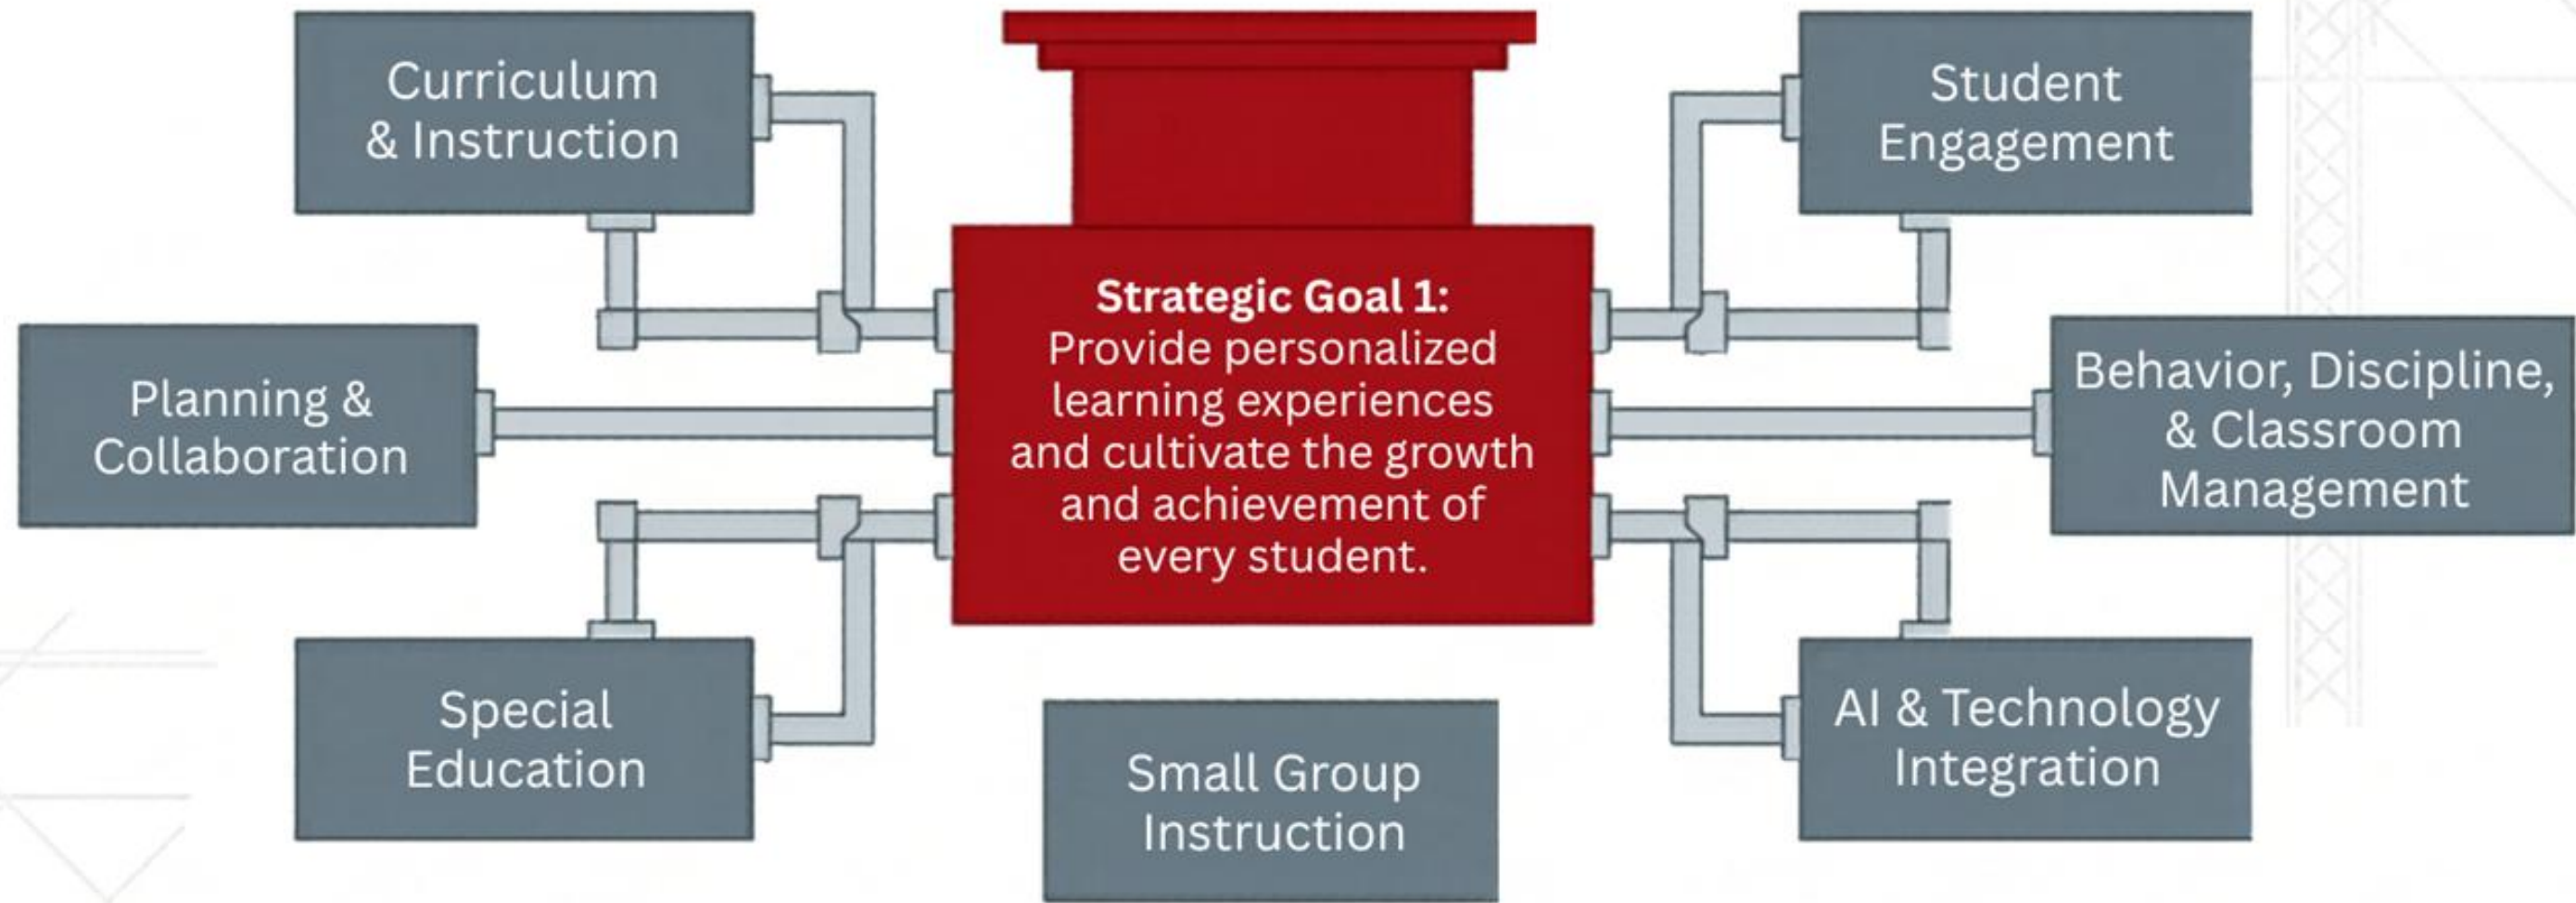 Curriculum
& Instruction
Student
Engagement
Strategic Goal 1:
Provide personalized
learning experiences
and cultivate the growth
and achievement of
every student.
Planning &
Collaboration
Behavior, Discipline,
& Classroom
Management
Special
Education
Small Group
Instruction
AI & Technology
Integration